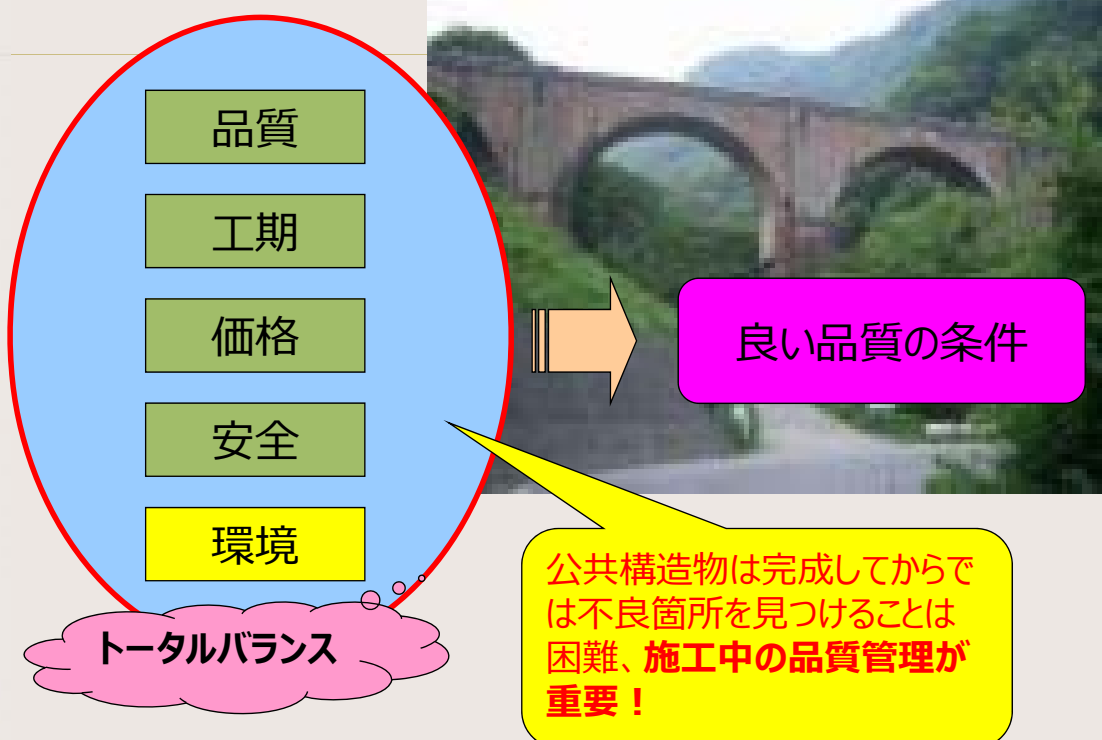 品質
工期
価格
安全
環境
トータルバランス
良い品質の条件
公共構造物は完成してからで
は不良箇所を見つけることは
困難、施工中の品質管理が
重要！